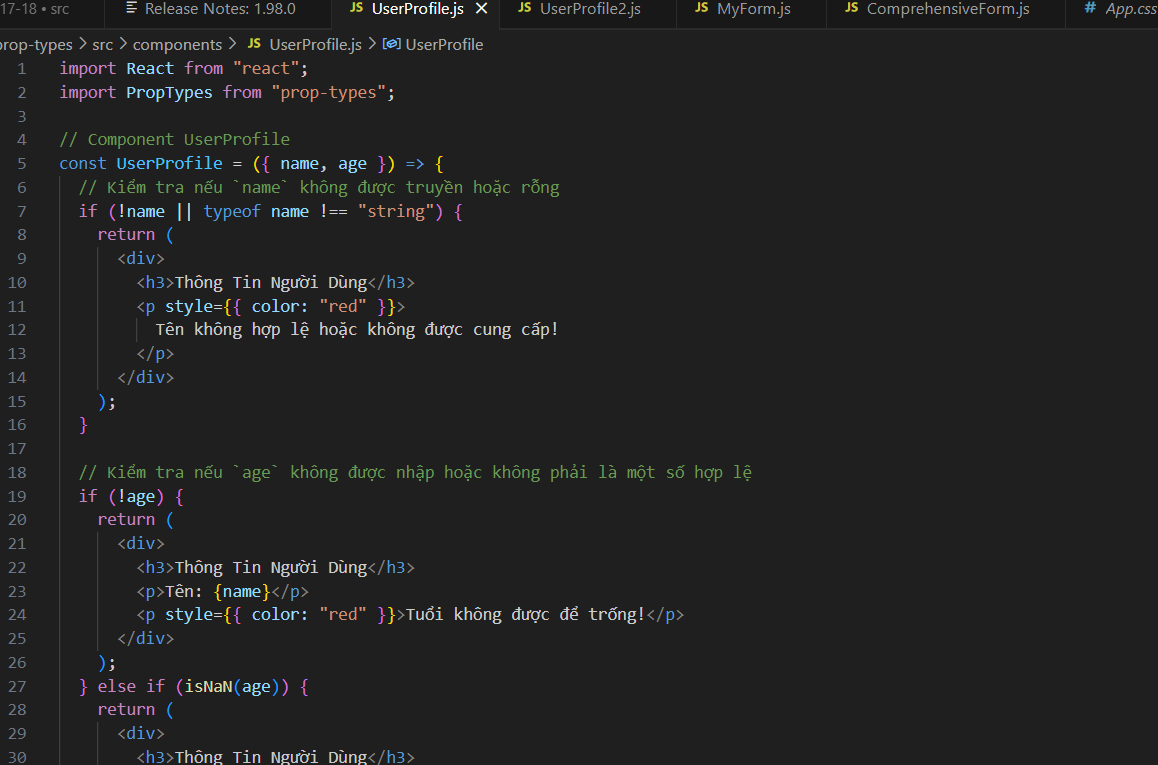 17-18 • src Release Notes: 1.98.0 JS UserProfile.js × JS UserProfile2.js JS MyForm.js JS ComprehensiveForm.js # App.css
prop-types > src > components > JS UserProfile.js > UserProfile
1 import React from "react";
2 import PropTypes from "prop-types";
3
4 // Component UserProfile
5 const UserProfile = ({ name, age }) => {
6 // Kiểm tra nếu `name` không được truyền hoặc rỗng
7 if (!name || typeof name !== "string") {
8 return (
9 <div>
10 <h3>Thông Tin Người Dùng</h3>
11 <p style={{ color: "red" }}>
12 Tên không hợp lệ hoặc không được cung cấp!
13 </p>
14 </div>
15 );
16 }
17
18 // Kiểm tra nếu `age` không được nhập hoặc không phải là một số hợp lệ
19 if (!age) {
20 return (
21 <div>
22 <h3>Thông Tin Người Dùng</h3>
23 <p>Tên: {name}</p>
24 <p style={{ color: "red" }}>Tuổi không được để trống!</p>
25 </div>
26 );
27 } else if (isNaN(age)) {
28 return (
29 <div>
30 <h3>Thông Tin Người Dùng</h3>